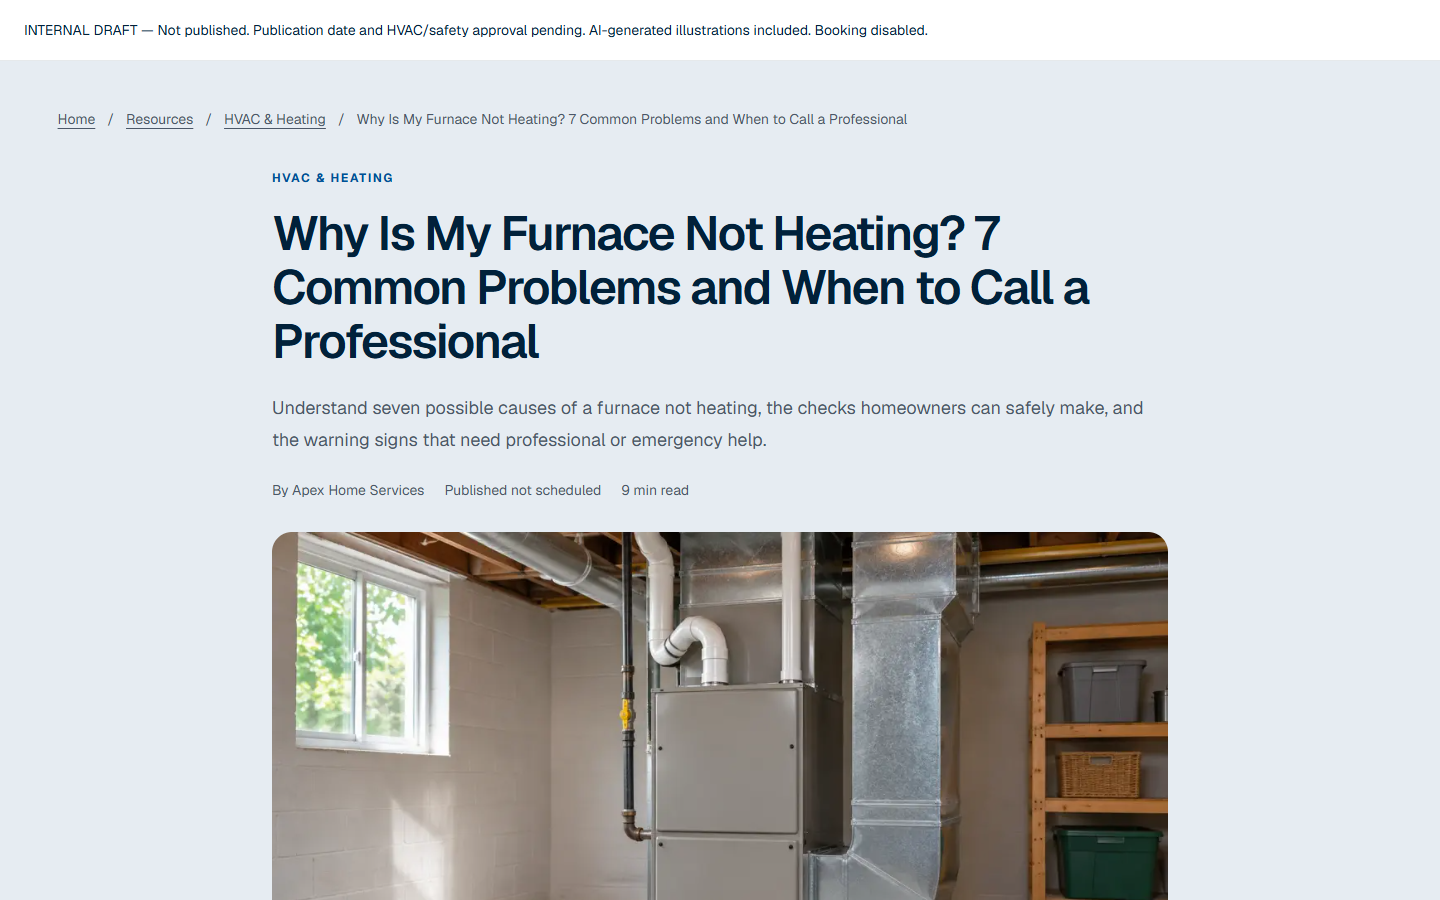 INTERNAL DRAFT — Not published. Publication date and HVAC/safety approval pending. AI-generated illustrations included. Booking disabled.
Home / Resources / HVAC & Heating / Why Is My Furnace Not Heating? 7 Common Problems and When to Call a Professional
HVAC & HEATING
Why Is My Furnace Not Heating? 7
Common Problems and When to Call a
Professional
Understand seven possible causes of a furnace not heating, the checks homeowners can safely make, and
the warning signs that need professional or emergency help.
By Apex Home Services Published not scheduled 9 min read